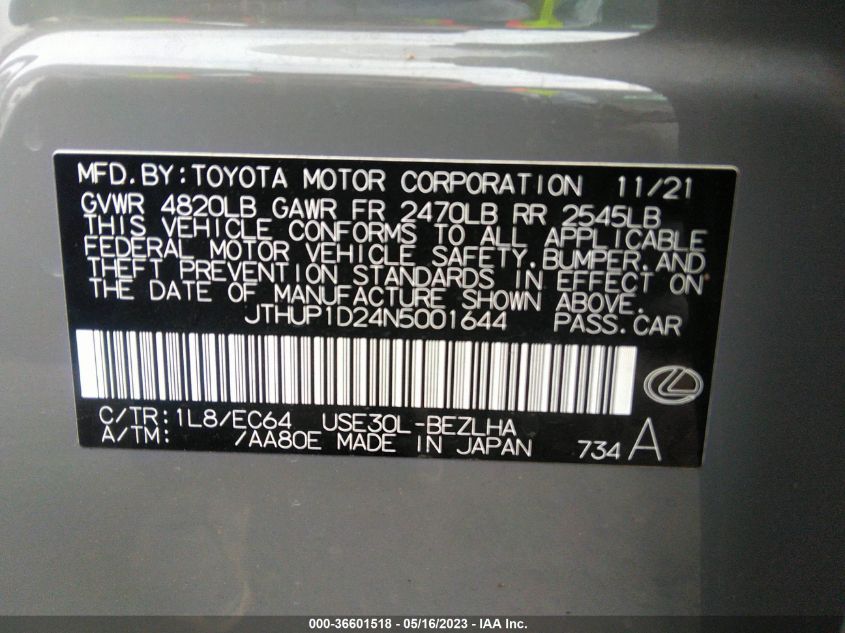 MFD.BY:TOYOTA MOTOR CORPORATION 11/21
GVWR 4820LB GAWR FR 2470LB RR 2545LB
THIS VEHICLE CONFORMS TO ALL APPLICABLE
FEDERAL MOTOR VEHICLE SAFETY,BUMPER,AND
THEFT PREVENTION STANDARDS IN EFFECT ON
THE DATE OF MANUFACTURE SHOWN ABOVE.
JTHUP1D24N5001644 PASS.CAR
C/TR:1L8/EC64 USE30L-BEZLHA
A/TM: /AA80E MADE IN JAPAN 734A
000-36601518 - 05/16/2023 - IAA Inc.